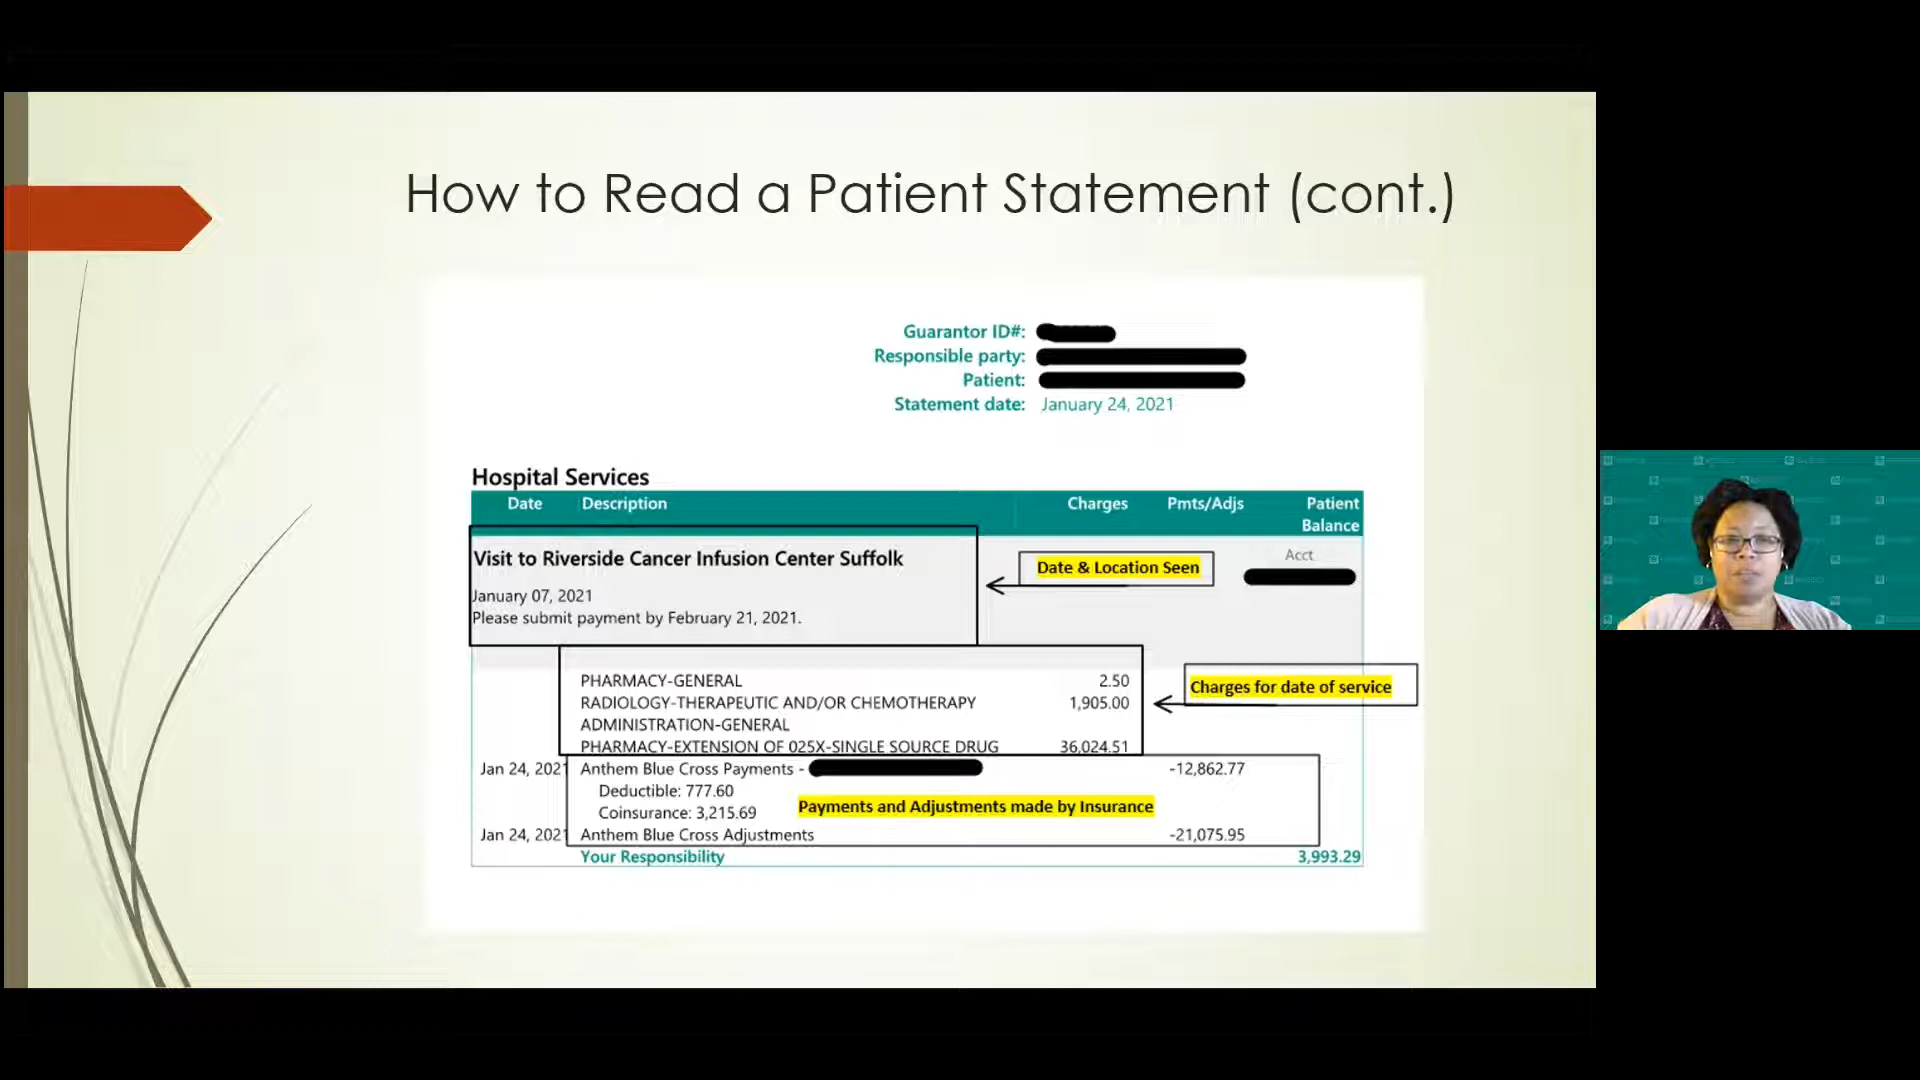 How to Read a Patient Statement (cont.)
Guarantor ID#:
Responsible party:
Patient:
Statement date: January 24, 2021
Hospital Services
Date Description Charges Pmts/Adjs Patient Balance
Visit to Riverside Cancer Infusion Center Suffolk
Date & Location Seen
Acct
January 07, 2021
Please submit payment by February 21, 2021.
PHARMACY-GENERAL 2.50
Charges for date of service
RADIOLOGY-THERAPEUTIC AND/OR CHEMOTHERAPY 1,905.00
ADMINISTRATION-GENERAL
PHARMACY-EXTENSION OF 025X-SINGLE SOURCE DRUG 36,024.51
Jan 24, 2021 Anthem Blue Cross Payments - -12,862.77
Deductible: 777.60
Coinsurance: 3,215.69
Payments and Adjustments made by Insurance
Jan 24, 2021 Anthem Blue Cross Adjustments -21,075.95
Your Responsibility 3,993.29